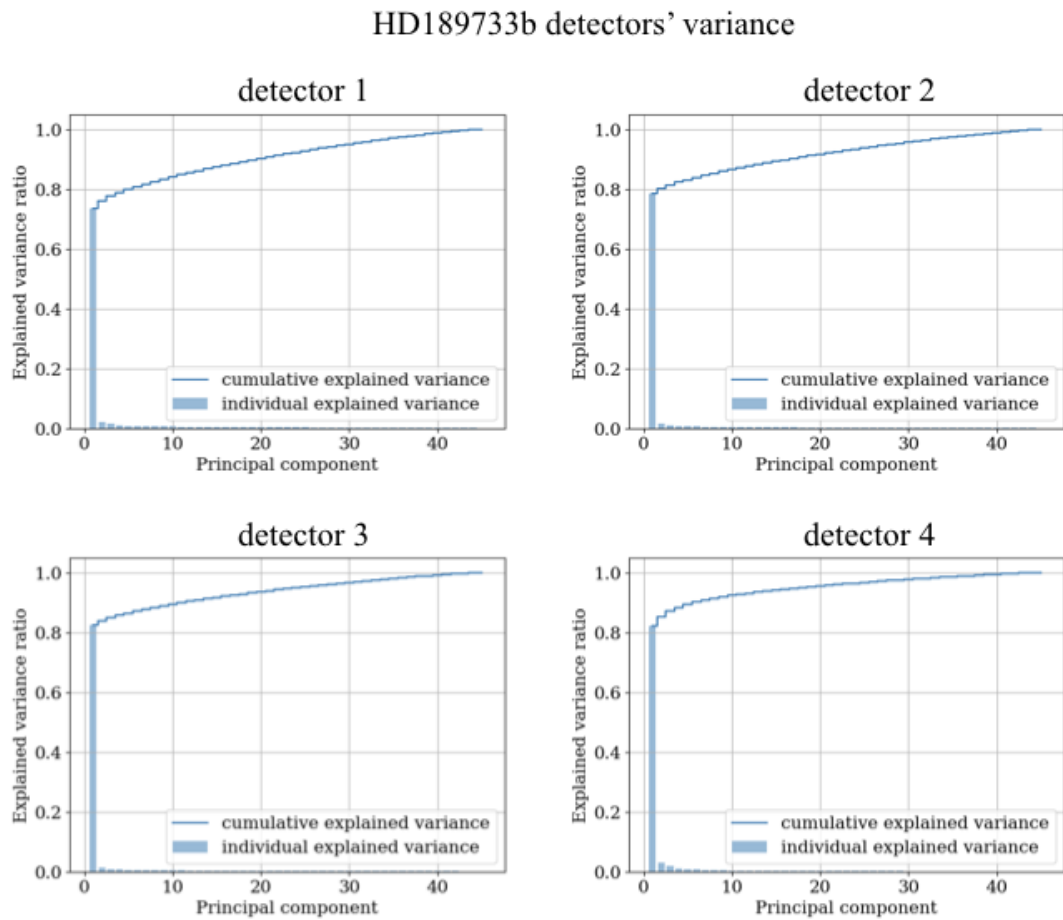 HD189733b detectors’ variance
detector 1
1.0
0.8
0.6
0.4
0.2
0.0
Explained variance ratio
cumulative explained variance
individual explained variance
0 10 20 30 40
Principal component
detector 2
1.0
0.8
0.6
0.4
0.2
0.0
Explained variance ratio
cumulative explained variance
individual explained variance
0 10 20 30 40
Principal component
detector 3
1.0
0.8
0.6
0.4
0.2
0.0
Explained variance ratio
cumulative explained variance
individual explained variance
0 10 20 30 40
Principal component
detector 4
1.0
0.8
0.6
0.4
0.2
0.0
Explained variance ratio
cumulative explained variance
individual explained variance
0 10 20 30 40
Principal component